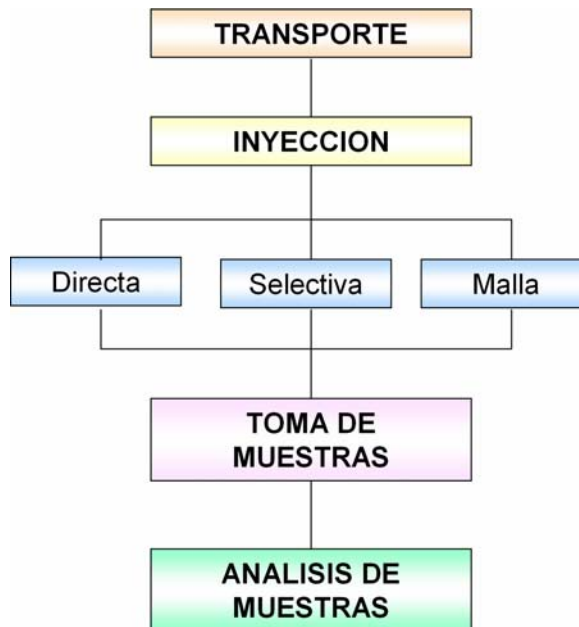 TRANSPORTE
INYECCION
Directa
Selectiva
Malla
TOMA DE
MUESTRAS
ANALISIS DE
MUESTRAS